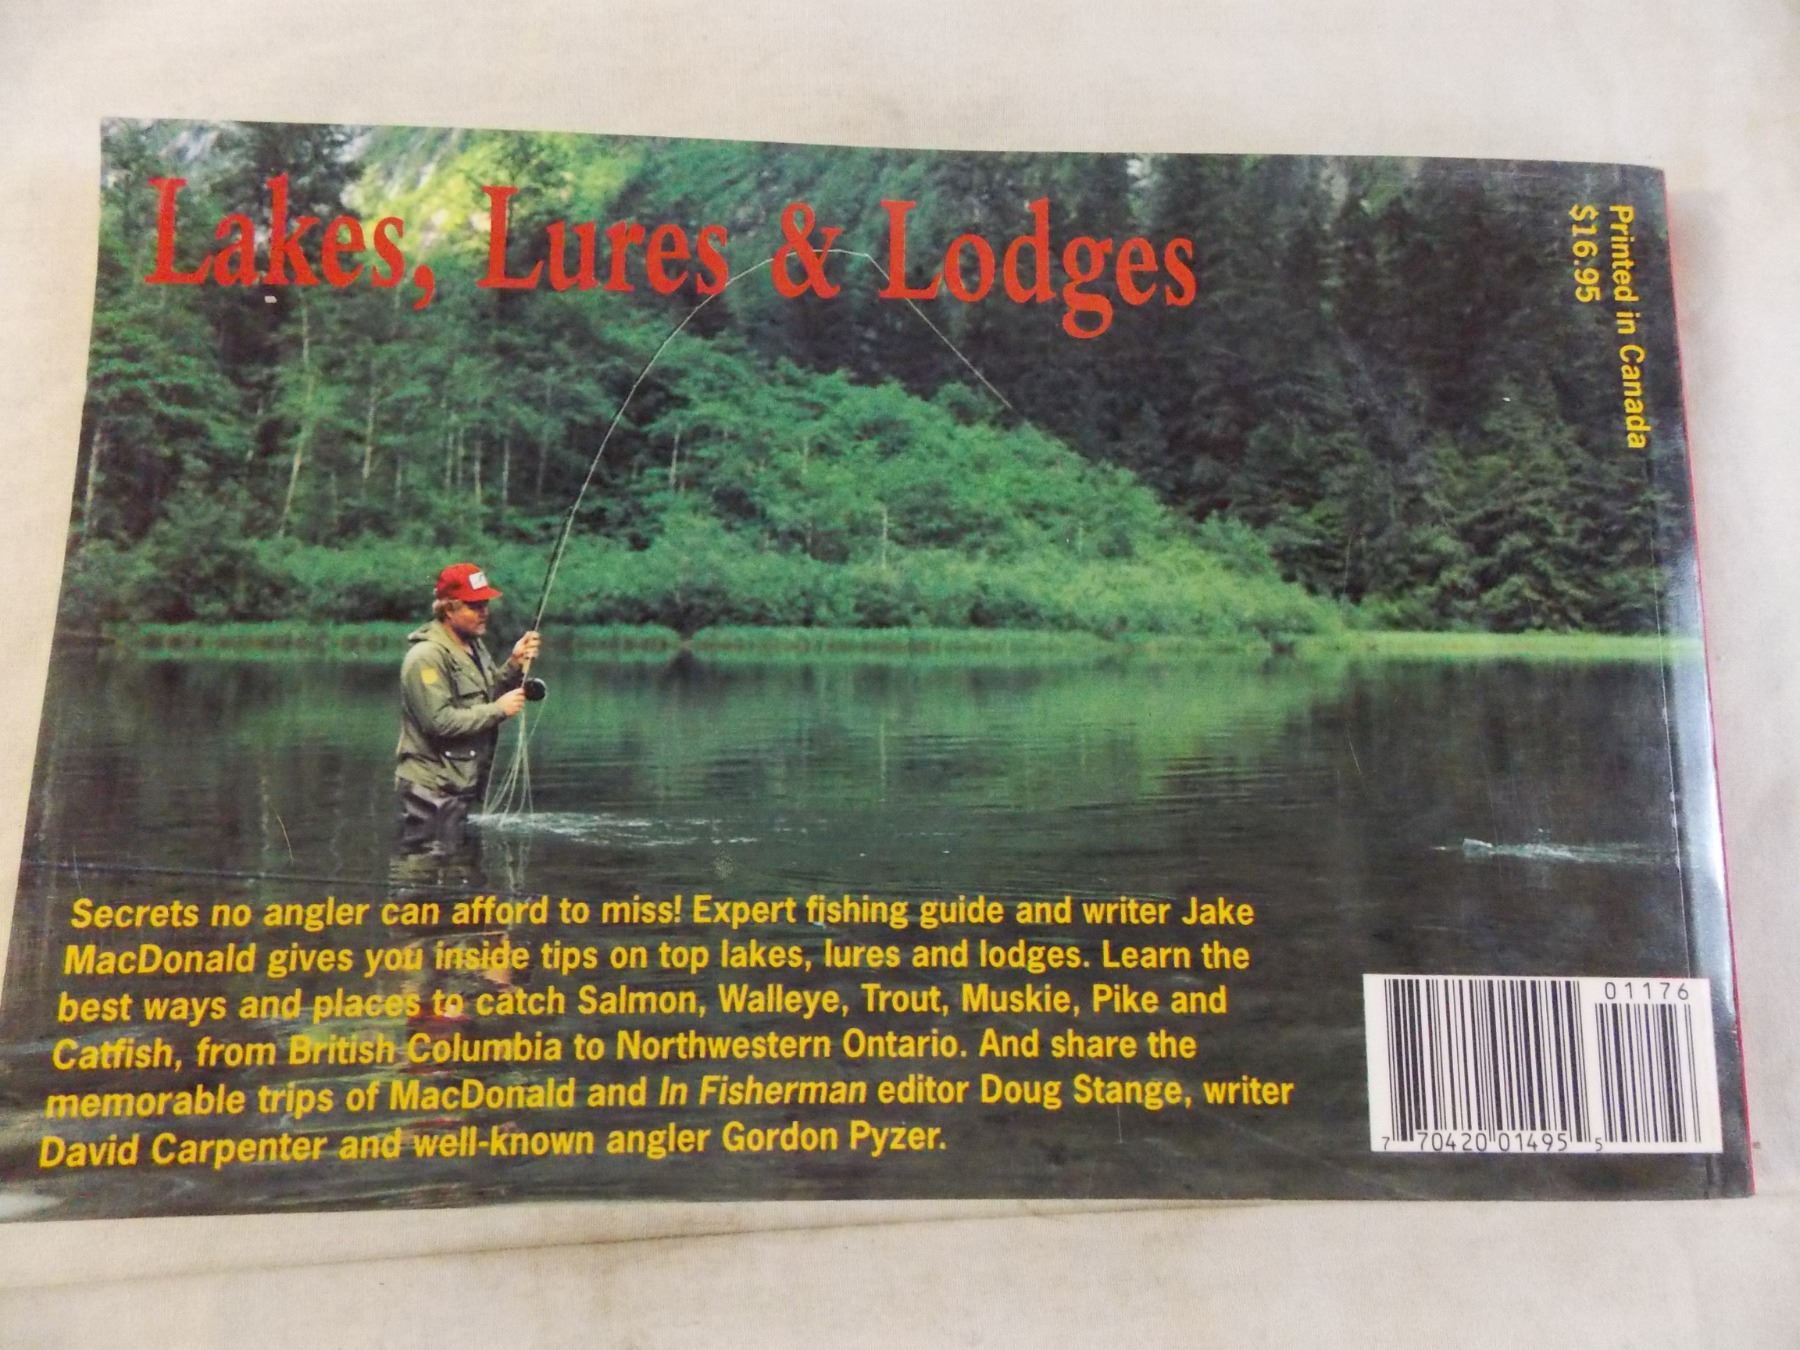 Lakes, Lures & Lodges
Printed in Canada
$16.95
Secrets no angler can afford to miss! Expert fishing guide and writer Jake
MacDonald gives you inside tips on top lakes, lures and lodges. Learn the
best ways and places to catch Salmon, Walleye, Trout, Muskie, Pike and
Catfish, from British Columbia to Northwestern Ontario. And share the
memorable trips of MacDonald and In Fisherman editor Doug Stange, writer
David Carpenter and well-known angler Gordon Pyzer.
01176
7 70420 01495 5